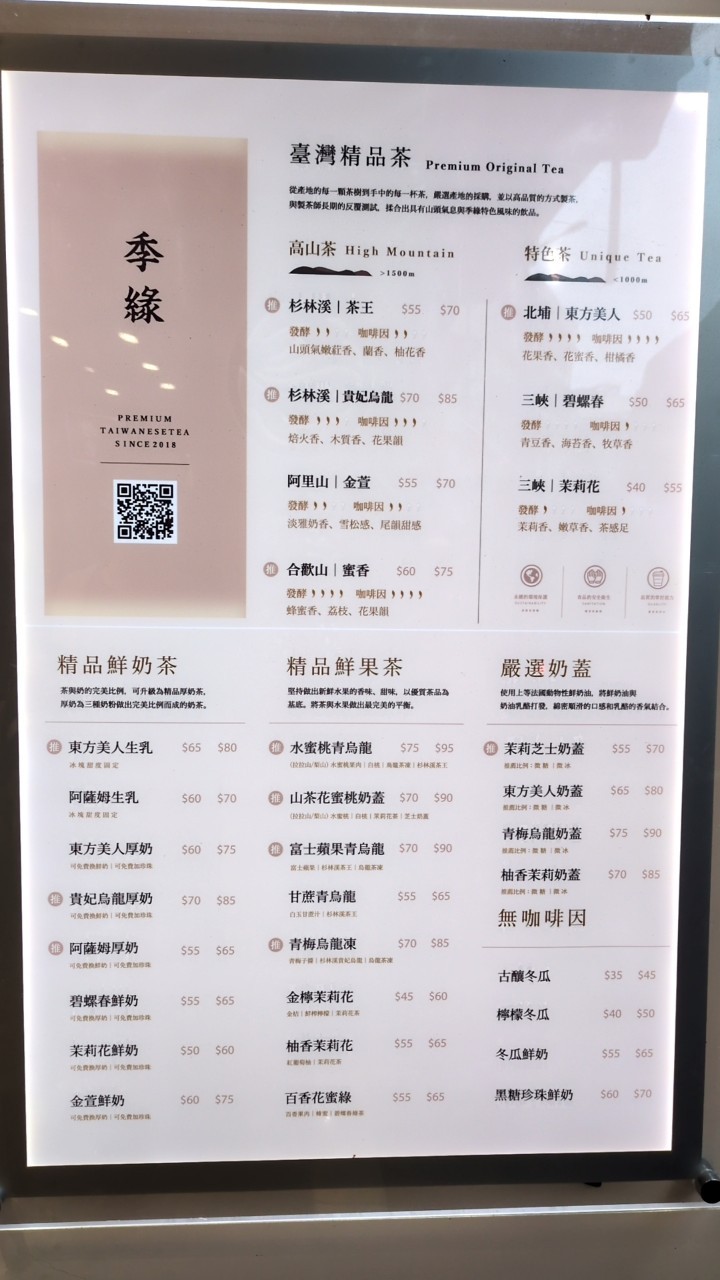 季緣
PREMIUM
TAIWANESETEA
SINCE2018
臺灣精品茶 Premium Original Tea
從產地的每一顆茶樹到手中的每一杯茶，嚴選產地的採購，並以高品質的方式製茶，
與製茶師長期的反覆測試，揉合出具有山頭氣息與季緣特色風味的飲品。
高山茶 High Mountain
>1500m
推 杉林溪｜茶王 $55 $70
發酵 咖啡因
山頭氣嫩葒香、蘭香、柚花香
推 杉林溪｜貴妃烏龍 $70 $85
發酵 咖啡因
焙火香、木質香、花果韻
阿里山｜金萱 $55 $70
發酵 咖啡因
淡雅奶香、雪松感、尾韻甜感
推 合歡山｜蜜香 $60 $75
發酵 咖啡因
蜂蜜香、荔枝、花果韻
特色茶 Unique Tea
<1000m
推 北埔｜東方美人 $50 $65
發酵 咖啡因
花果香、花蜜香、柑橘香
三峽｜碧螺春 $50 $65
發酵 咖啡因
青豆香、海苔香、牧草香
三峽｜茉莉花 $40 $55
發酵 咖啡因
茉莉香、嫩草香、茶感足
精品鮮奶茶
茶與奶的完美比例，可升級為精品厚奶茶，
厚奶為三種奶粉做出完美比例而成的奶茶。
推 東方美人生乳 $65 $80
冰塊甜度固定
阿薩姆生乳 $60 $70
冰塊甜度固定
東方美人厚奶 $60 $75
可免費換鮮奶｜可免費加珍珠
推 貴妃烏龍厚奶 $70 $85
可免費換鮮奶｜可免費加珍珠
推 阿薩姆厚奶 $55 $65
可免費換鮮奶｜可免費加珍珠
碧螺春鮮奶 $55 $65
可免費換厚奶｜可免費加珍珠
茉莉花鮮奶 $50 $60
可免費換厚奶｜可免費加珍珠
金萱鮮奶 $60 $75
可免費換厚奶｜可免費加珍珠
精品鮮果茶
堅持做出新鮮水果的香味、甜味，以優質茶品為
基底。將茶與水果做出最完美的平衡。
推 水蜜桃青烏龍 $75 $95
(拉拉山/梨山) 水蜜桃果肉｜白桃｜烏龍茶凍｜杉林溪茶王
推 山茶花蜜桃奶蓋 $70 $90
(拉拉山/梨山) 水蜜桃｜白桃｜茉莉花茶｜芝士奶蓋
推 富士蘋果青烏龍 $70 $90
富士蘋果｜杉林溪茶王｜烏龍茶凍
甘蔗青烏龍 $55 $65
白玉甘蔗汁｜杉林溪茶王
推 青梅烏龍凍 $70 $85
青梅子醬｜杉林溪貴妃烏龍｜烏龍茶凍
金檸茉莉花 $45 $60
金桔｜鮮榨檸檬｜茉莉花茶
柚香茉莉花 $55 $65
紅葡萄柚｜茉莉花茶
百香花蜜綠 $55 $65
百香果肉｜蜂蜜｜碧螺春綠茶
嚴選奶蓋
使用上等法國動物性鮮奶油，將鮮奶油與
奶油乳酪打發，綿密順滑的口感和乳酪的香氣結合。
推 茉莉芝士奶蓋 $55 $70
推薦比例：微糖｜微冰
東方美人奶蓋 $65 $80
推薦比例：微糖｜微冰
青梅烏龍奶蓋 $75 $90
推薦比例：微糖｜微冰
柚香茉莉奶蓋 $70 $85
推薦比例：微糖｜微冰
無咖啡因
古釀冬瓜 $35 $45
檸檬冬瓜 $40 $50
冬瓜鮮奶 $55 $65
黑糖珍珠鮮奶 $60 $70